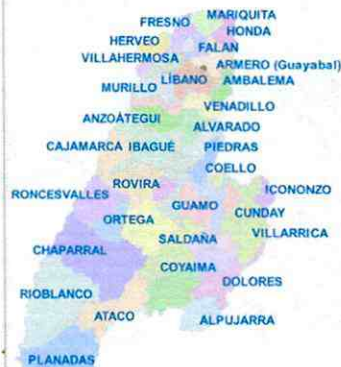 MARIQUITA
FRESNO
HONDA
HERVEO
FALAN
VILLAHERMOSA
ARMERO (Guayabal)
LÍBANO AMBALEMA
MURILLO
VENADILLO
ANZOÁTEGUI
ALVARADO
CAJAMARCA IBAGUÉ PIEDRAS
COELLO
ROVIRA
ICONONZO
RONCESVALLES
GUAMO
CUNDAY
ORTEGA
VILLARRICA
SALDAÑA
CHAPARRAL
COYAIMA
DOLORES
RIOBLANCO
ATACO
ALPUJARRA
PLANADAS